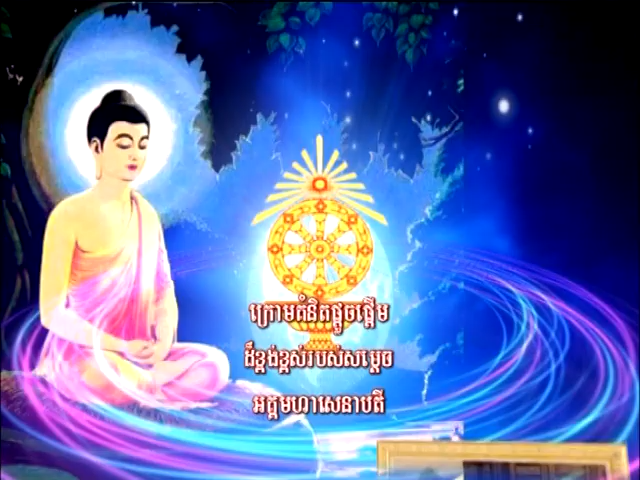 ក្រោមគំនិតផ្តួចផ្តើម
ដ៏ខ្ពង់ខ្ពស់របស់សម្តេច
អគ្គមហាសេនាបតី